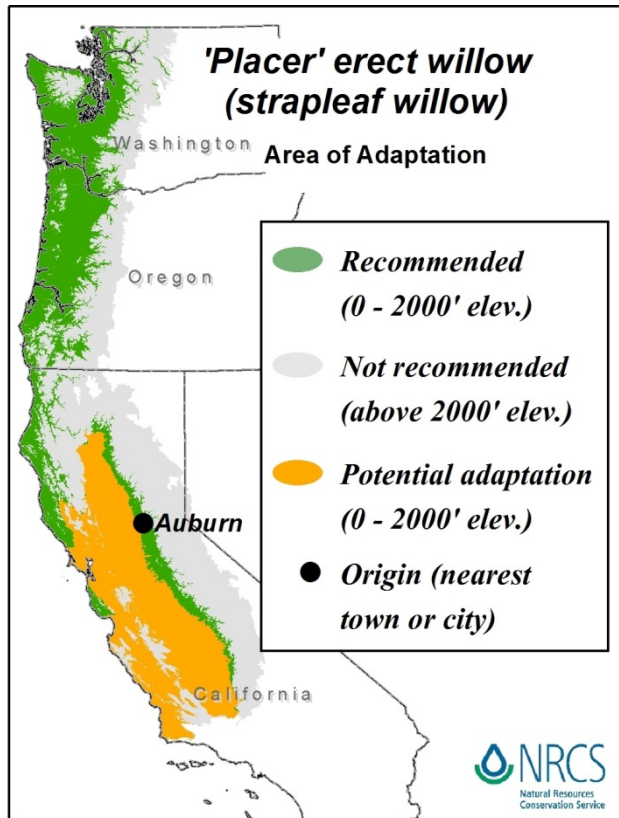 'Placer' erect willow
(strapleaf willow)
Washington
Area of Adaptation
Oregon
Recommended
(0 - 2000' elev.)
Not recommended
(above 2000' elev.)
Potential adaptation
(0 - 2000' elev.)
Origin (nearest
town or city)
Auburn
California
NRCS
Natural Resources
Conservation Service